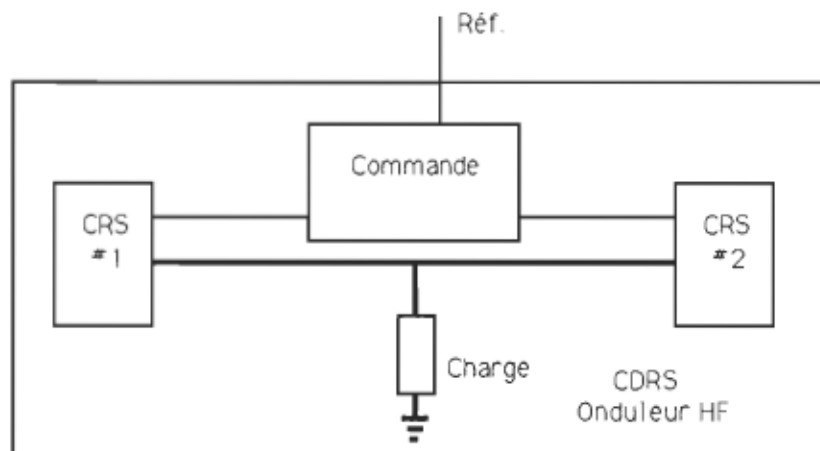 Réf.
Commande
CRS
#1
CRS
#2
Charge
CDRS
Onduleur HF